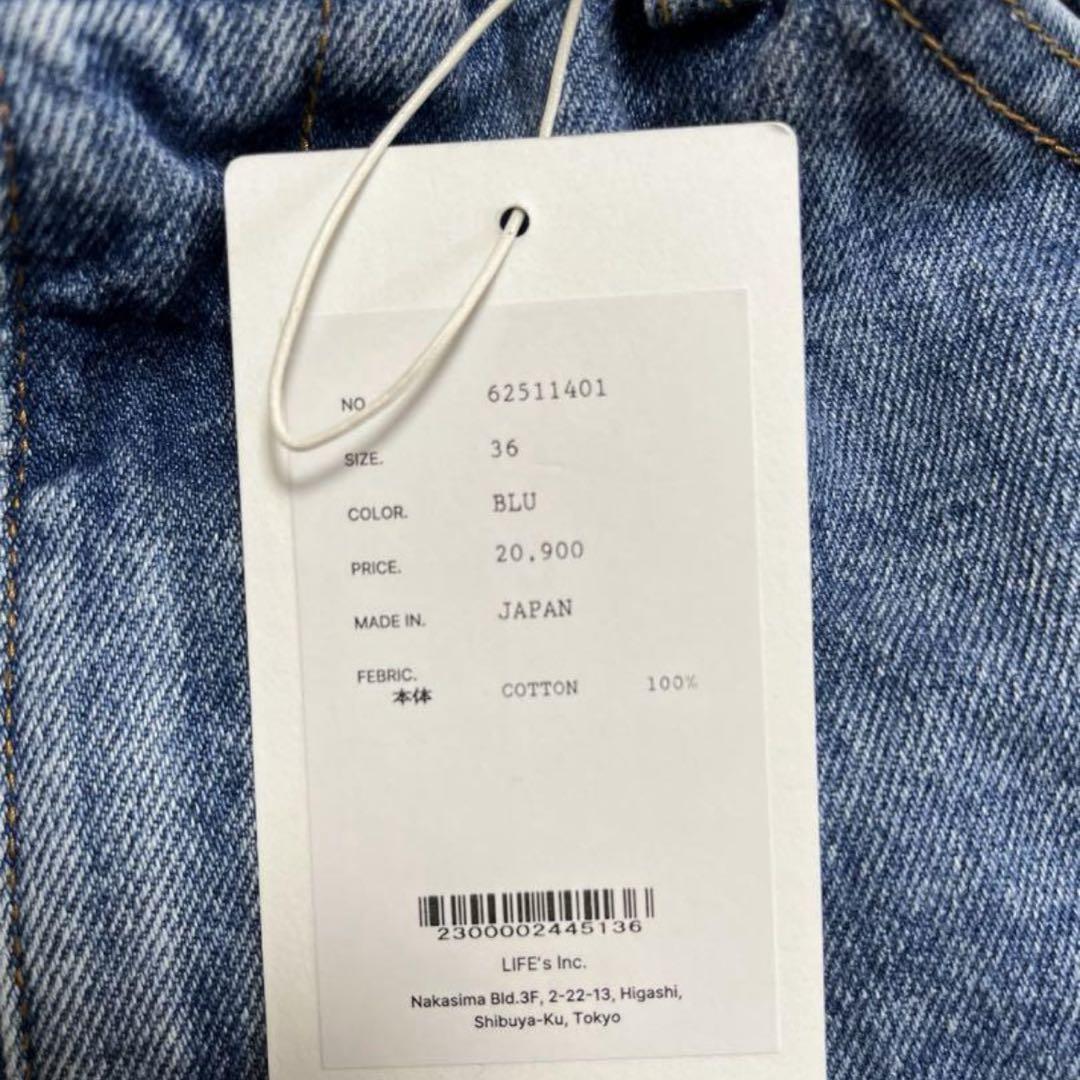 NO 62511401
SIZE. 36
COLOR. BLU
PRICE. 20,900
MADE IN. JAPAN
FEBRIC.
本体 COTTON 100%
2300002445136
LIFE's Inc.
Nakasima Bld.3F, 2-22-13, Higashi,
Shibuya-Ku, Tokyo